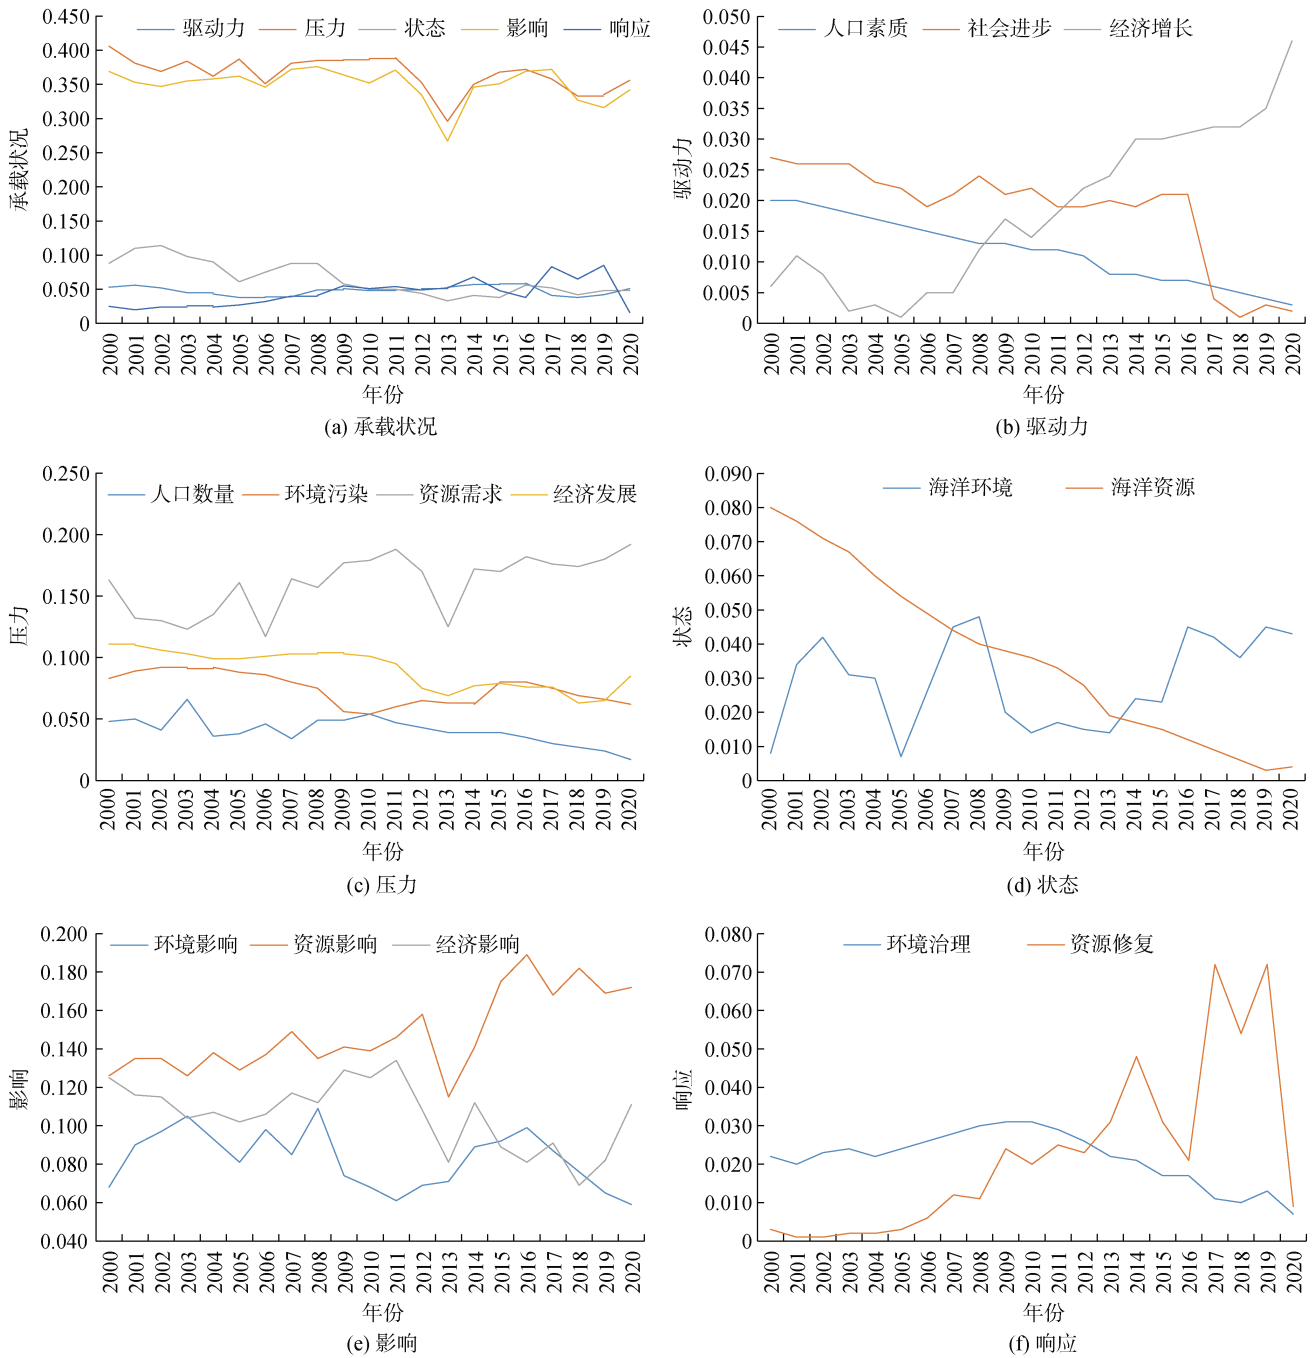 驱动力 压力 状态 影响 响应
0.450
0.400
0.350
0.300
0.250
0.200
0.150
0.100
0.050
0
承载状况
2000 2001 2002 2003 2004 2005 2006 2007 2008 2009 2010 2011 2012 2013 2014 2015 2016 2017 2018 2019 2020
年份
(a) 承载状况
人口素质 社会进步 经济增长
0.050
0.045
0.040
0.035
0.030
0.025
0.020
0.015
0.010
0.005
0
驱动力
2000 2001 2002 2003 2004 2005 2006 2007 2008 2009 2010 2011 2012 2013 2014 2015 2016 2017 2018 2019 2020
年份
(b) 驱动力
人口数量 环境污染 资源需求 经济发展
0.250
0.200
0.150
0.100
0.050
0
压力
2000 2001 2002 2003 2004 2005 2006 2007 2008 2009 2010 2011 2012 2013 2014 2015 2016 2017 2018 2019 2020
年份
(c) 压力
海洋环境 海洋资源
0.090
0.080
0.070
0.060
0.050
0.040
0.030
0.020
0.010
0
状态
2000 2001 2002 2003 2004 2005 2006 2007 2008 2009 2010 2011 2012 2013 2014 2015 2016 2017 2018 2019 2020
年份
(d) 状态
环境影响 资源影响 经济影响
0.200
0.180
0.160
0.140
0.120
0.100
0.080
0.060
0.040
影响
2000 2001 2002 2003 2004 2005 2006 2007 2008 2009 2010 2011 2012 2013 2014 2015 2016 2017 2018 2019 2020
年份
(e) 影响
环境治理 资源修复
0.080
0.070
0.060
0.050
0.040
0.030
0.020
0.010
0
响应
2000 2001 2002 2003 2004 2005 2006 2007 2008 2009 2010 2011 2012 2013 2014 2015 2016 2017 2018 2019 2020
年份
(f) 响应